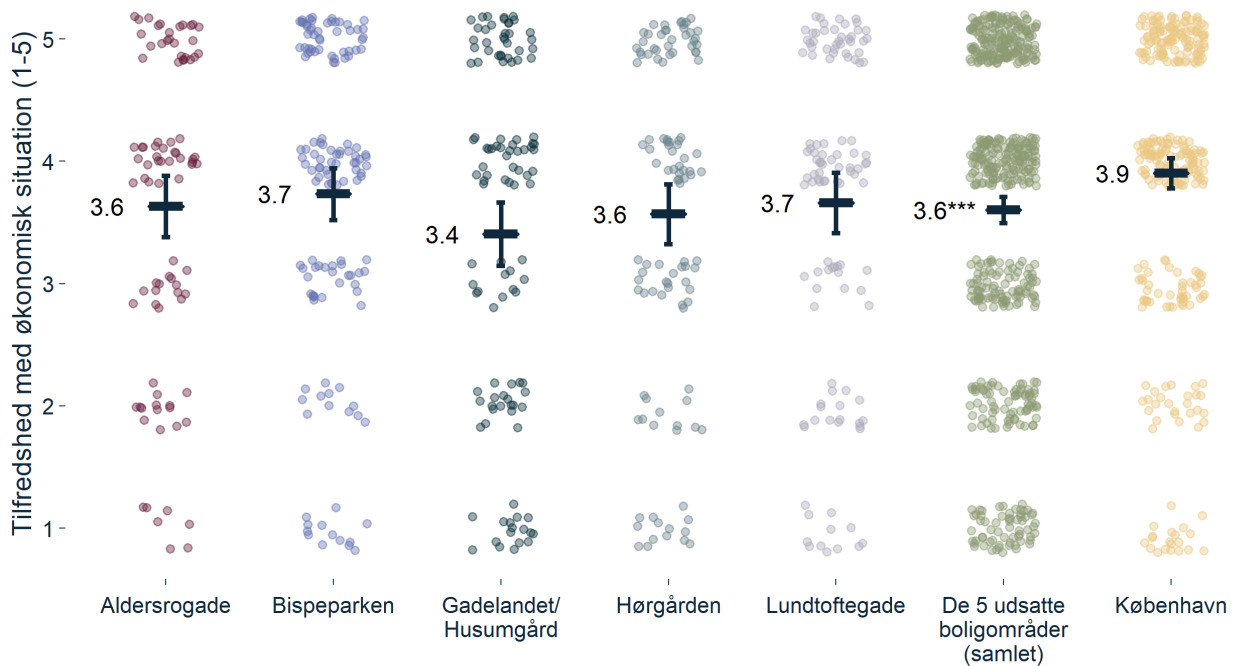 Tilfredshed med økonomisk situation (1-5)
5
4
3
2
1
3.6
3.7
3.4
3.6
3.7
3.6***
3.9
Aldersrogade
Bispeparken
Gadelandet/
Husumgård
Hørgården
Lundtoftegade
De 5 udsatte
boligområder
(samlet)
København